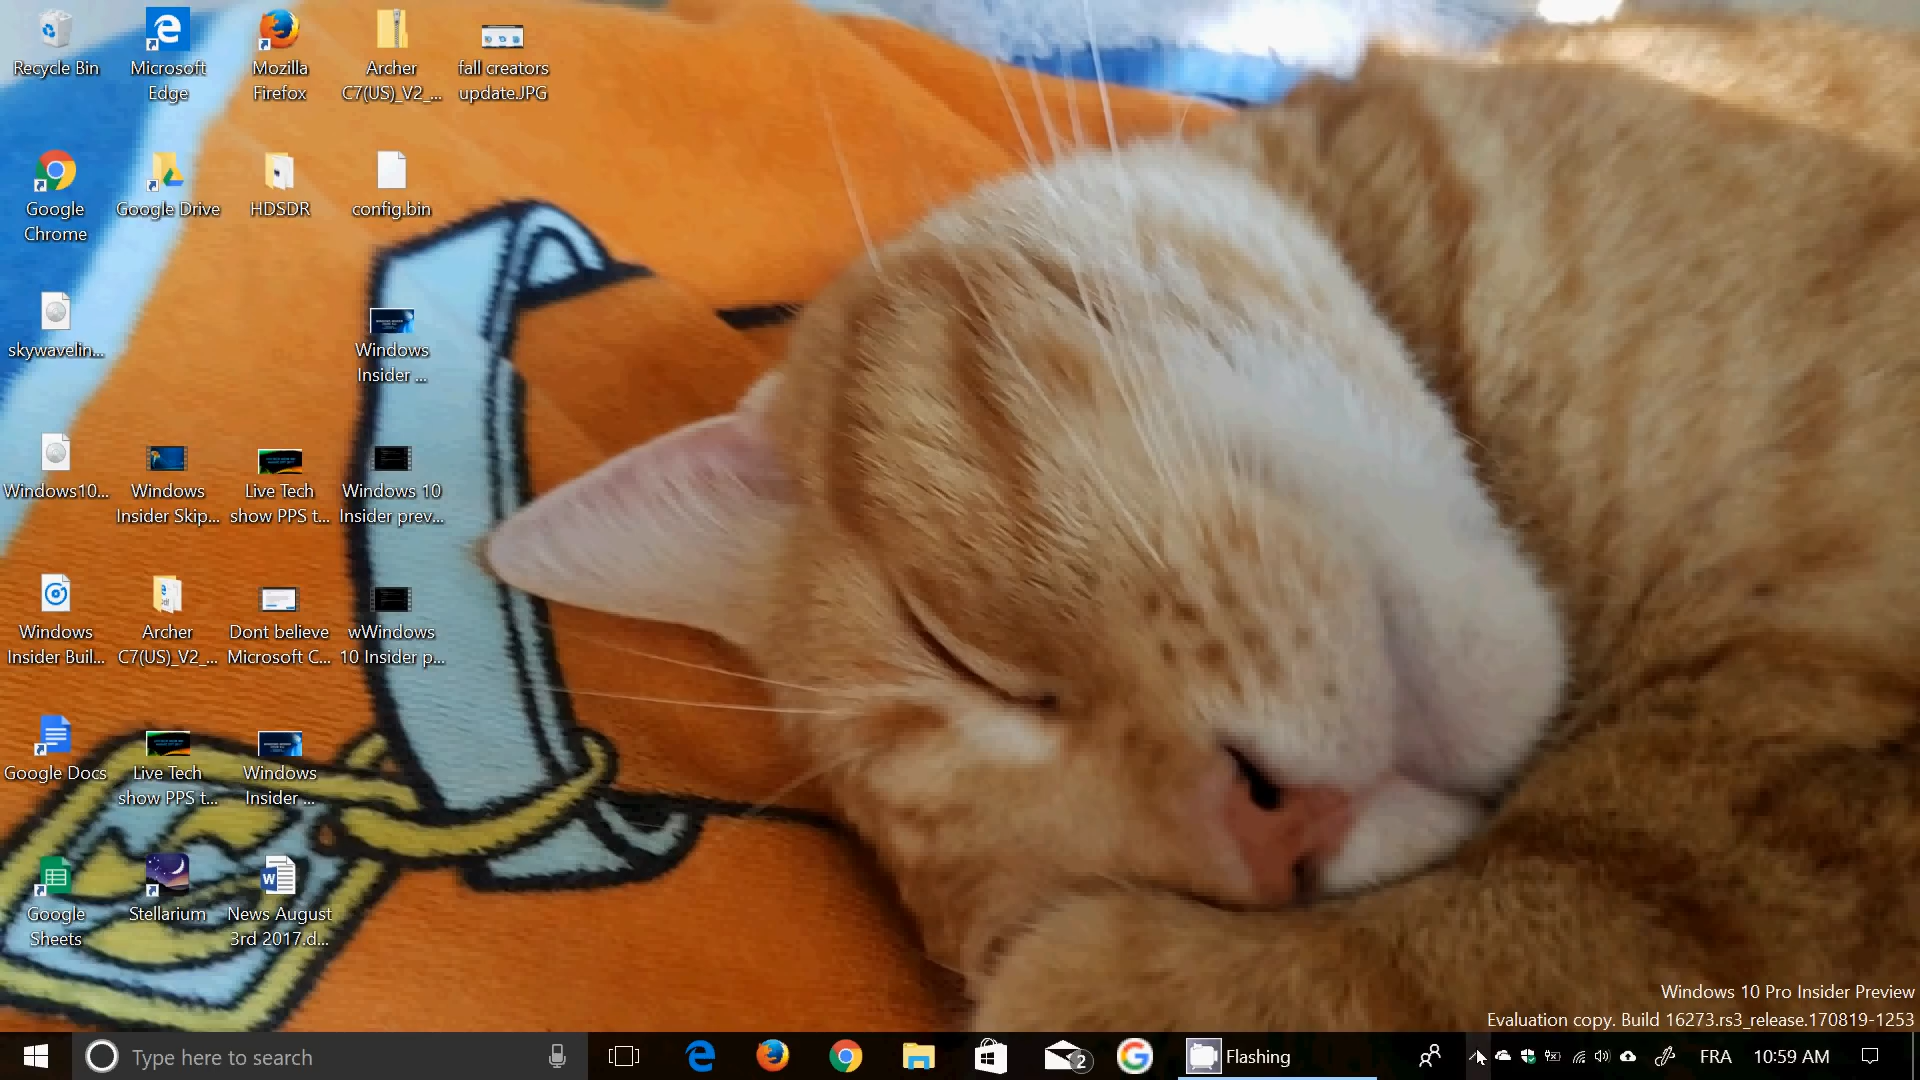 Recycle Bin
Microsoft
Edge
Mozilla
Firefox
Archer
C7(US)_V2_...
fall creators
update.JPG
Google
Chrome
Google Drive
HDSDR
config.bin
skywavelin...
Windows
Insider ...
Windows10...
Windows
Insider Skip...
Live Tech
show PPS t...
Windows 10
Insider prev...
Windows
Insider Buil...
Archer
C7(US)_V2_...
Dont believe
Microsoft C...
wWindows
10 Insider p...
Google Docs
Live Tech
show PPS t...
Windows
Insider ...
Google
Sheets
Stellarium
News August
3rd 2017.d...
Windows 10 Pro Insider Preview
Evaluation copy. Build 16273.rs3_release.170819-1253
Type here to search
2
Flashing
FRA
10:59 AM